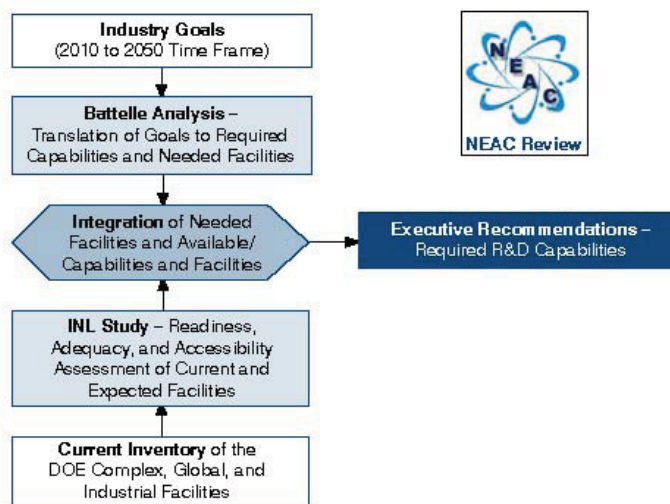 Industry Goals
(2010 to 2050 Time Frame)
NEAC
NEAC Review
Battelle Analysis –
Translation of Goals to Required
Capabilities and Needed Facilities
Integration of Needed
Facilities and Available/
Capabilities and Facilities
Executive Recommendations –
Required R&D Capabilities
INL Study – Readiness,
Adequacy, and Accessibility
Assessment of Current and
Expected Facilities
Current Inventory of the
DOE Complex, Global, and
Industrial Facilities